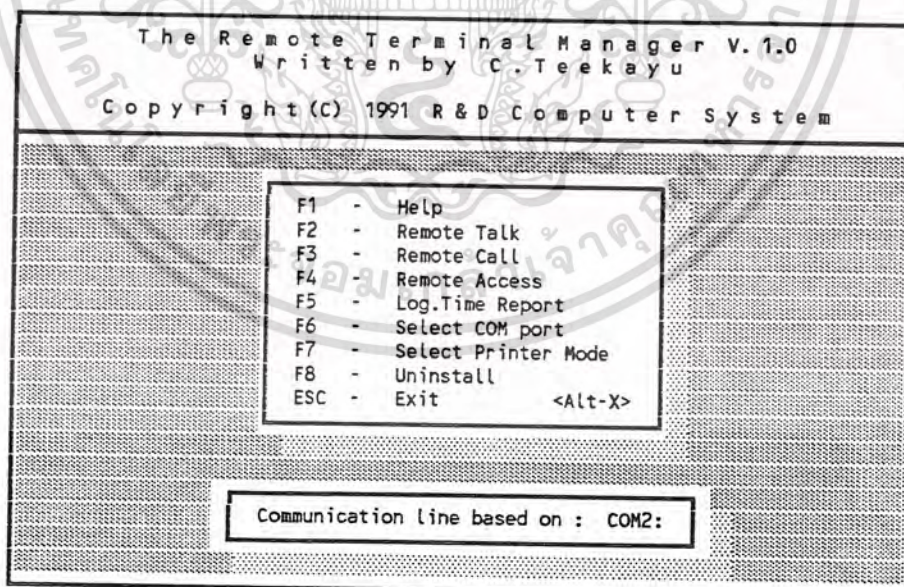 The Remote Terminal Manager V. 1.0
Written by C.Teekayu
Copyright(C) 1991 R & D Computer System
F1 - Help
F2 - Remote Talk
F3 - Remote Call
F4 - Remote Access
F5 - Log.Time Report
F6 - Select COM port
F7 - Select Printer Mode
F8 - Uninstall
ESC - Exit <Alt-X>
Communication line based on : COM2: